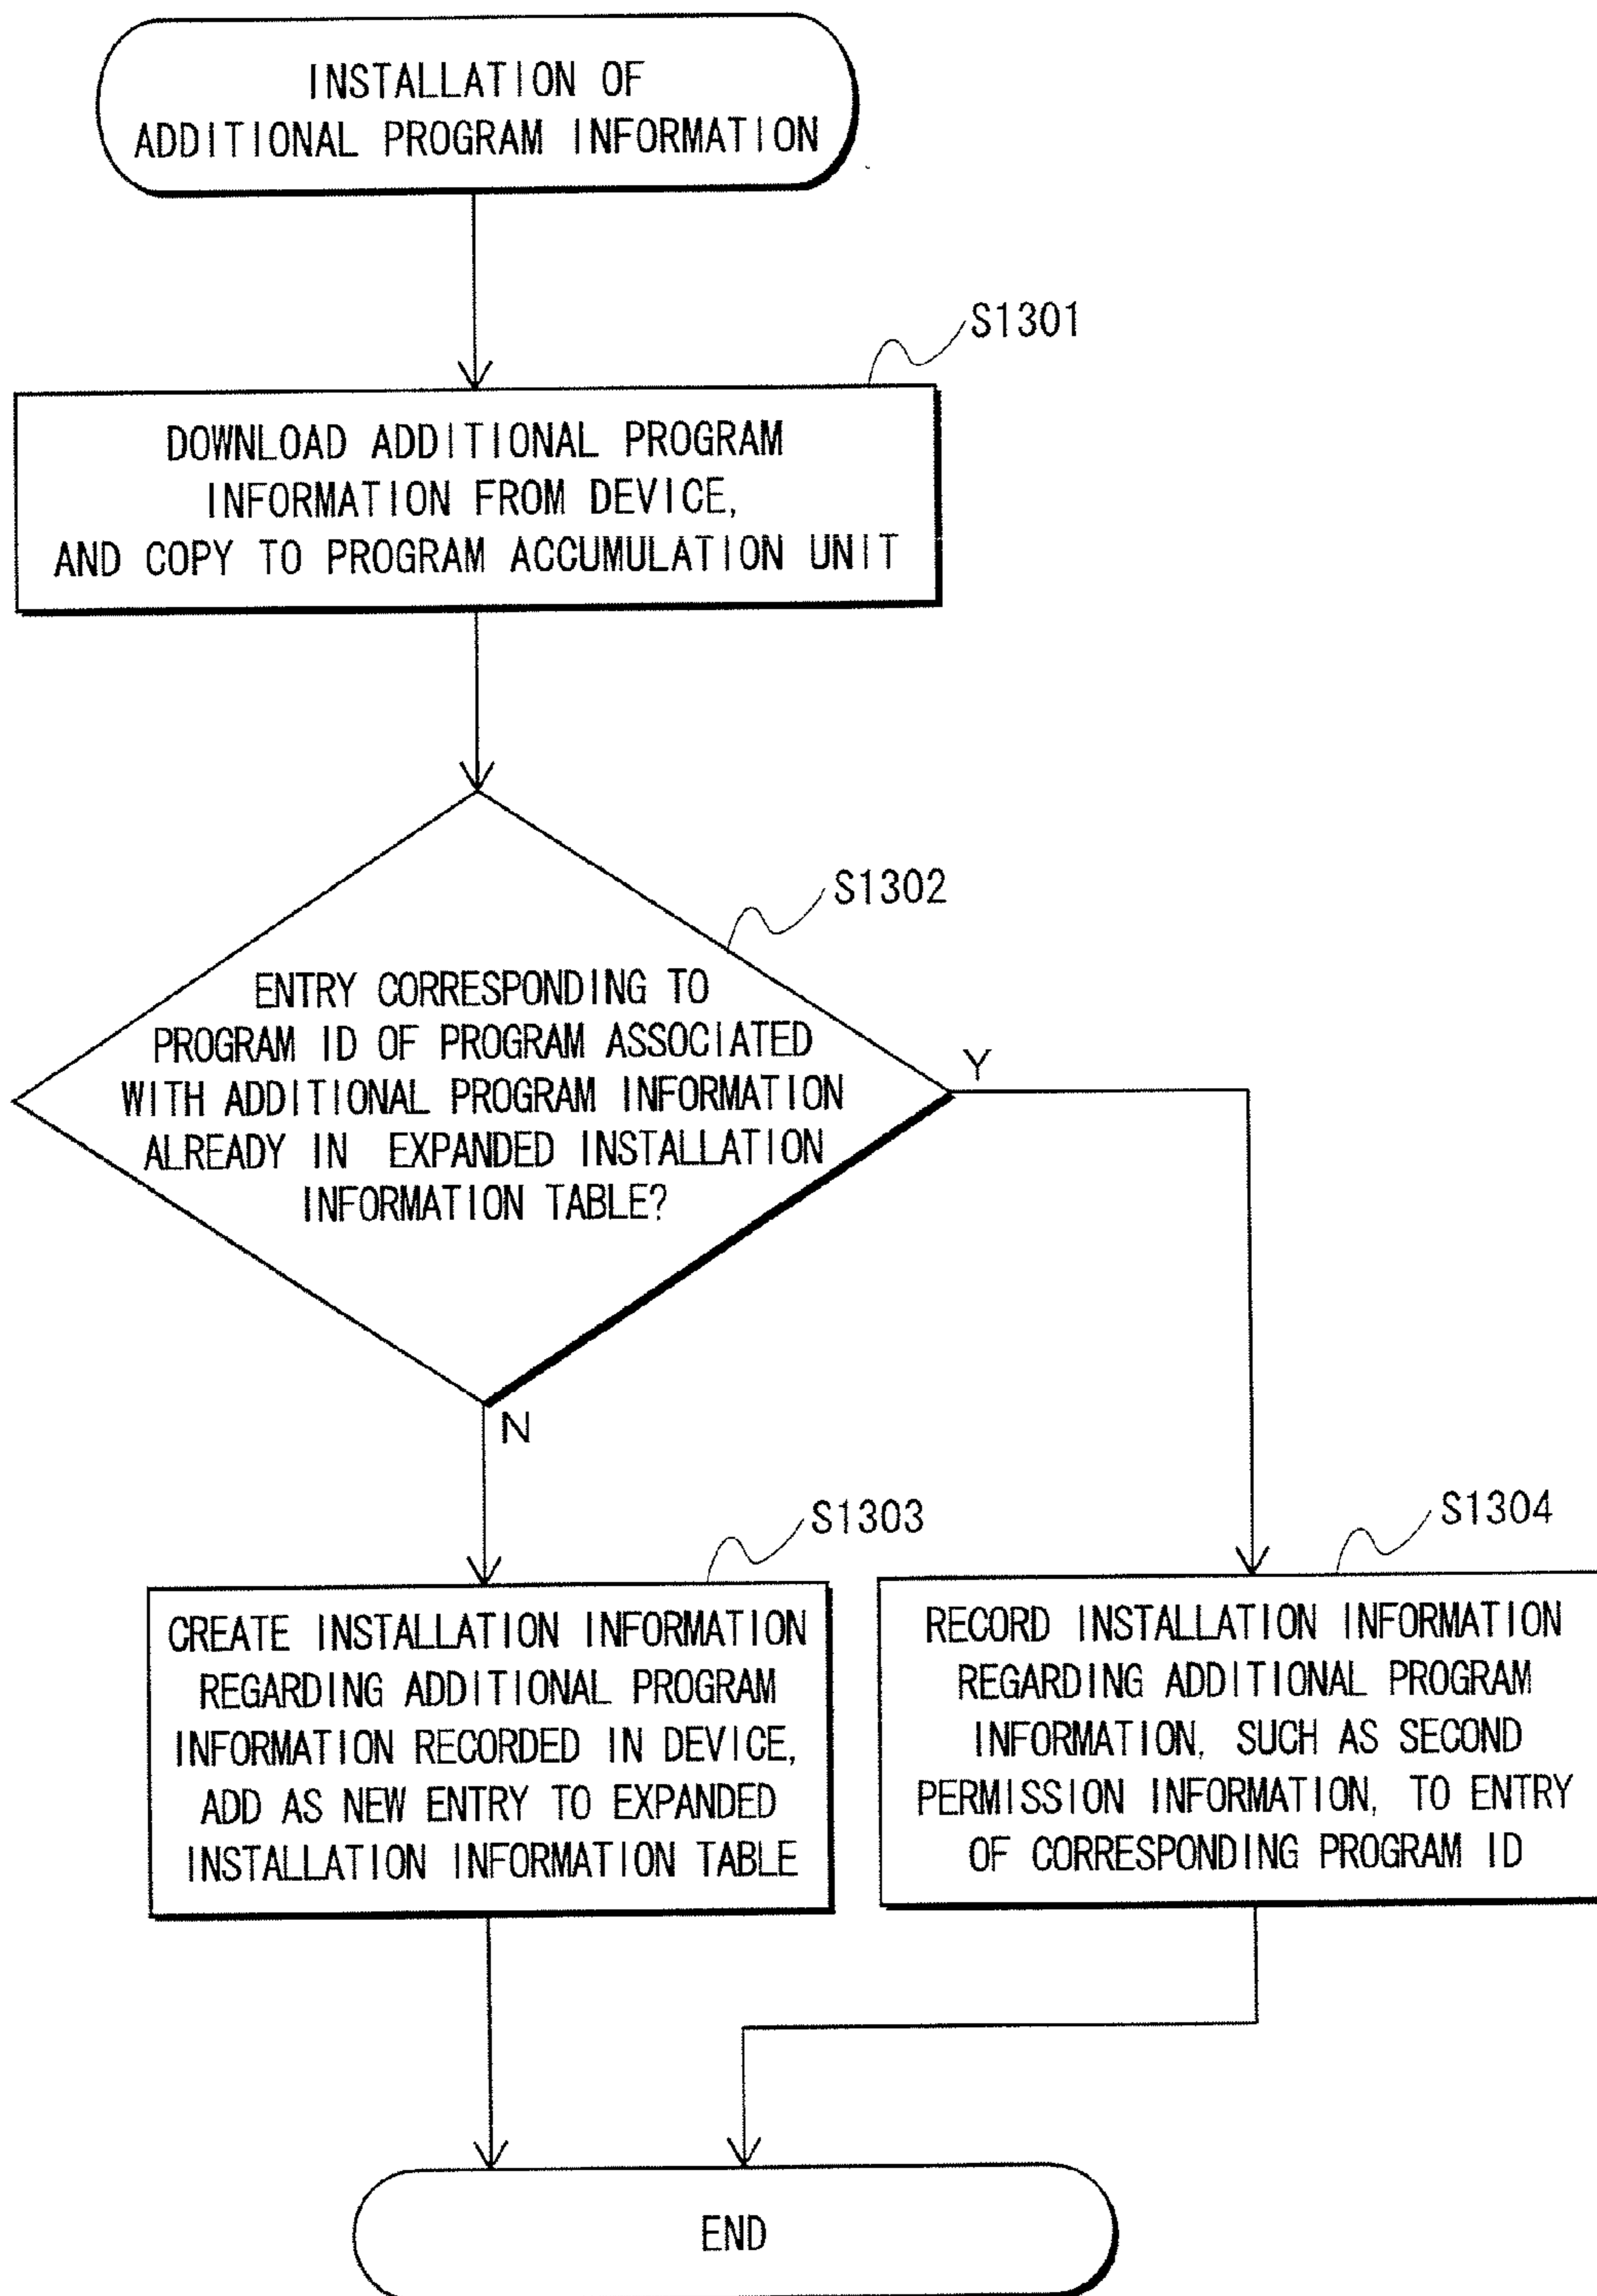 INSTALLATION OF
ADDITIONAL PROGRAM INFORMATION
S1301
DOWNLOAD ADDITIONAL PROGRAM
INFORMATION FROM DEVICE,
AND COPY TO PROGRAM ACCUMULATION UNIT
S1302
ENTRY CORRESPONDING TO
PROGRAM ID OF PROGRAM ASSOCIATED
WITH ADDITIONAL PROGRAM INFORMATION
ALREADY IN EXPANDED INSTALLATION
INFORMATION TABLE?
Y
N
S1303
CREATE INSTALLATION INFORMATION
REGARDING ADDITIONAL PROGRAM
INFORMATION RECORDED IN DEVICE,
ADD AS NEW ENTRY TO EXPANDED
INSTALLATION INFORMATION TABLE
S1304
RECORD INSTALLATION INFORMATION
REGARDING ADDITIONAL PROGRAM
INFORMATION, SUCH AS SECOND
PERMISSION INFORMATION, TO ENTRY
OF CORRESPONDING PROGRAM ID
END